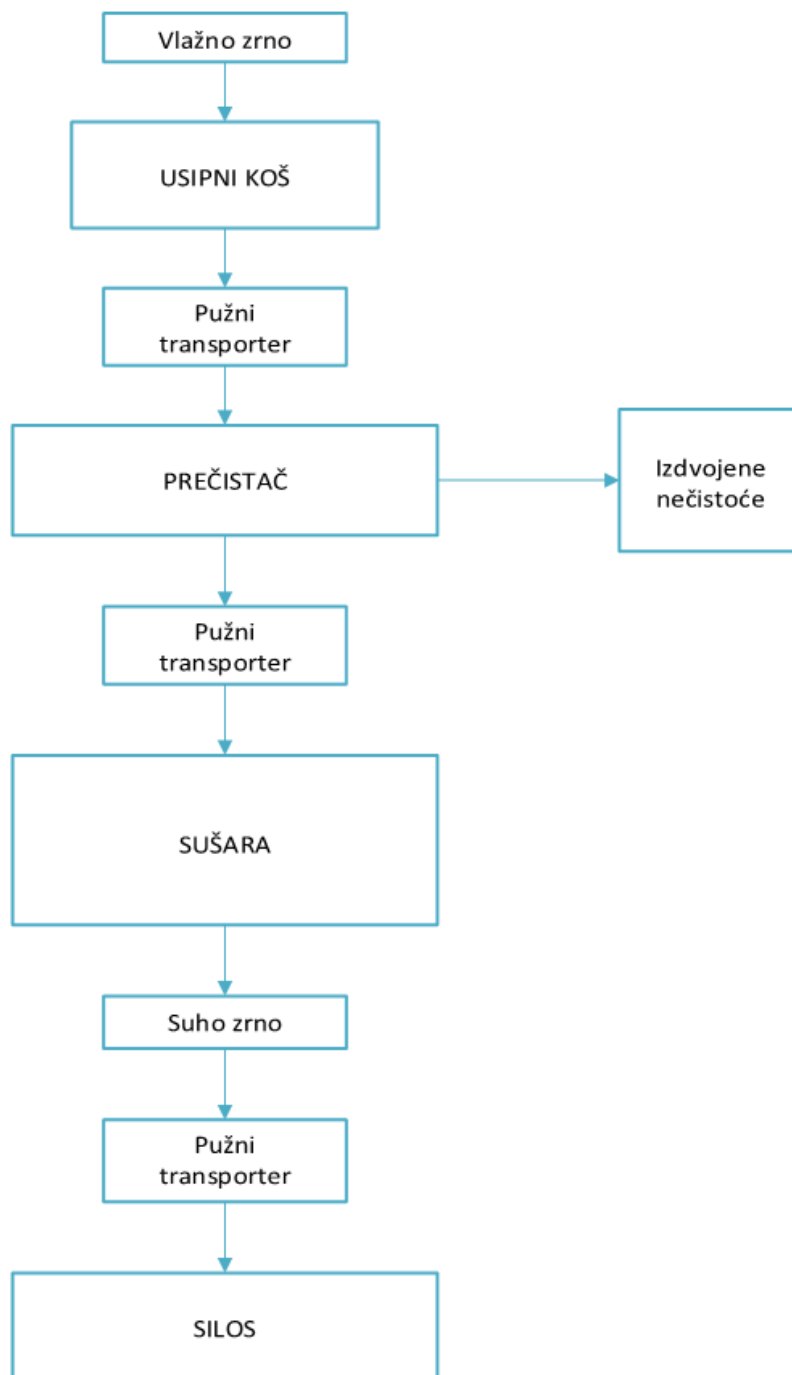 Vlažno zrno
USIPNI KOŠ
Pužni
transporter
PREČISTAČ
Izdvojene
nečistoće
Pužni
transporter
SUŠARA
Suho zrno
Pužni
transporter
SILOS